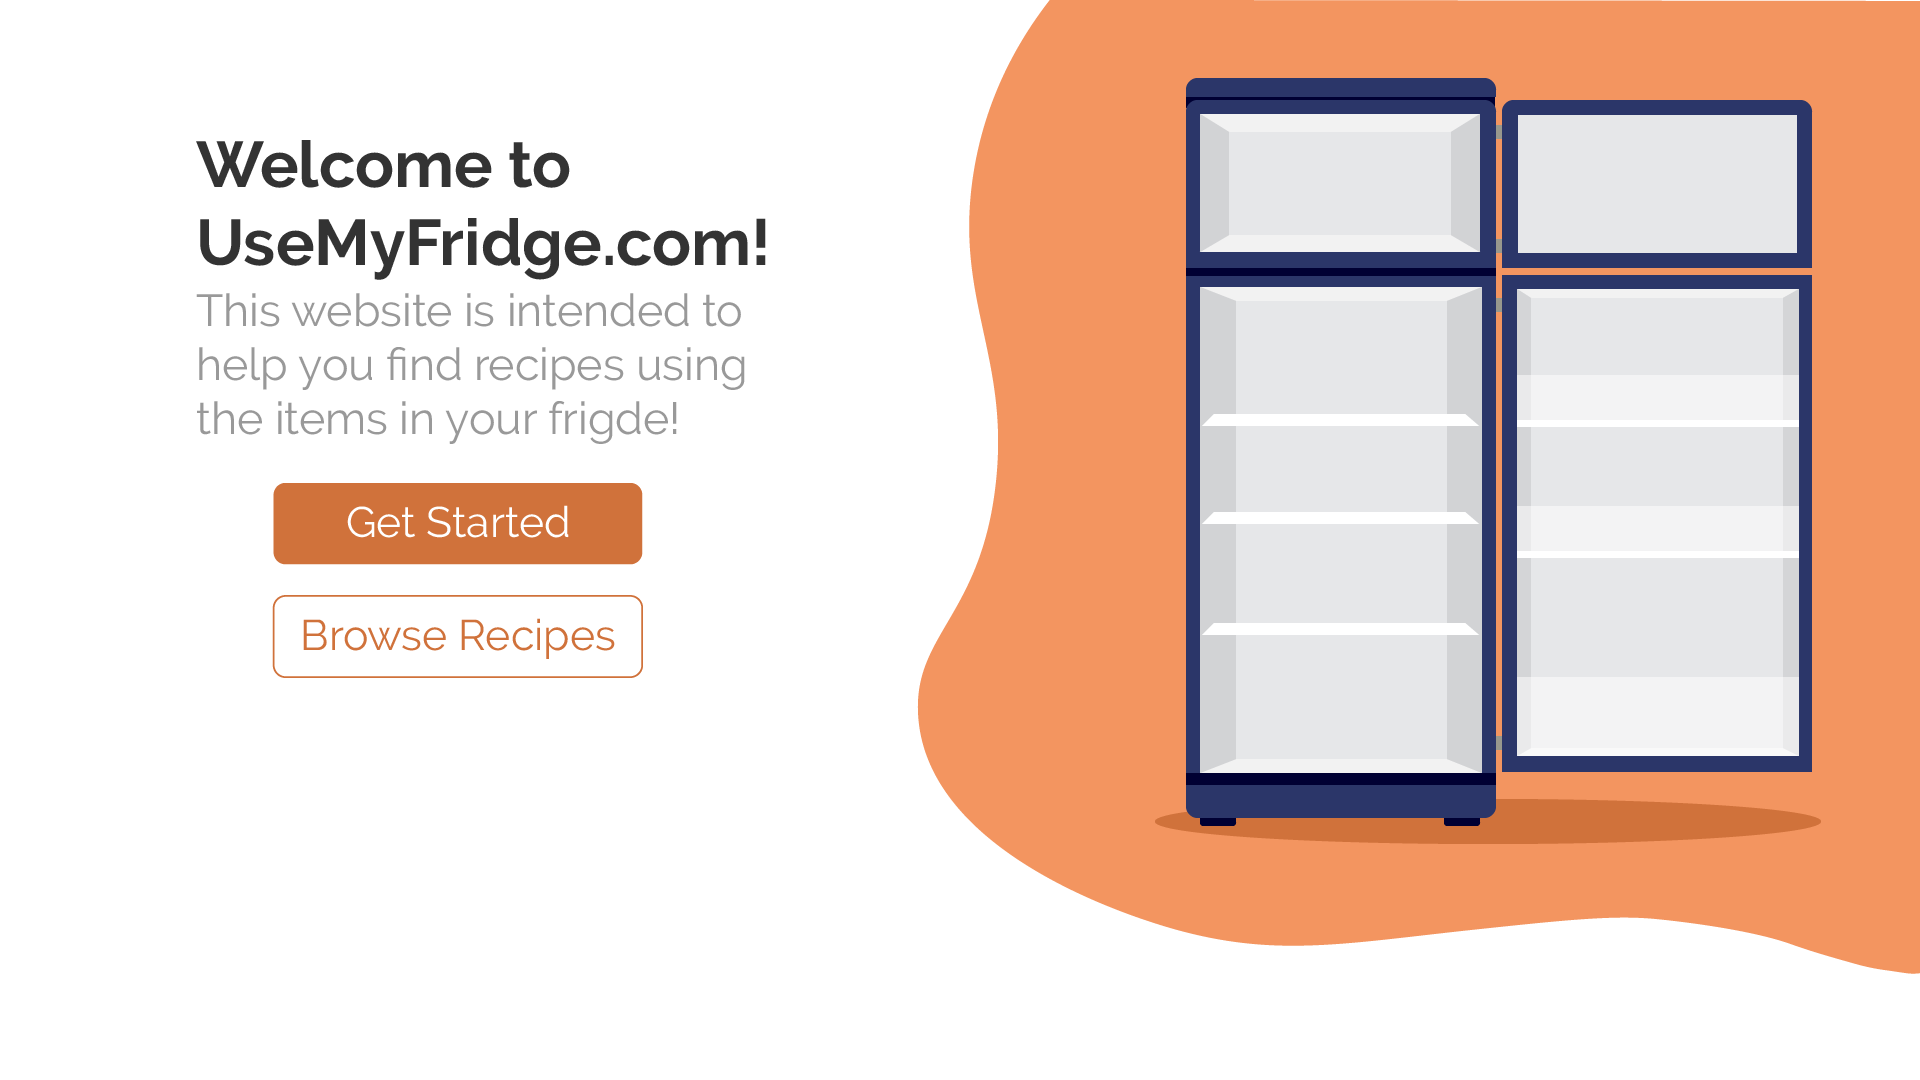 Welcome to
UseMyFridge.com!
This website is intended to
help you find recipes using
the items in your frigde!
Get Started
Browse Recipes